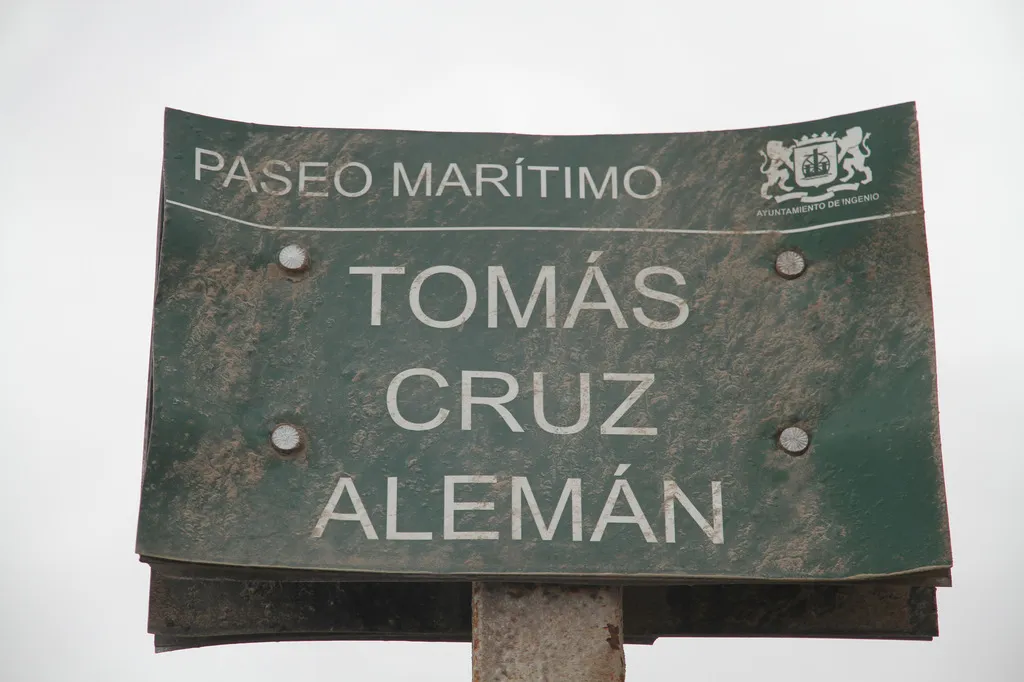 PASEO MARÍTIMO
AYUNTAMIENTO DE INGENIO
TOMÁS
CRUZ
ALEMÁN